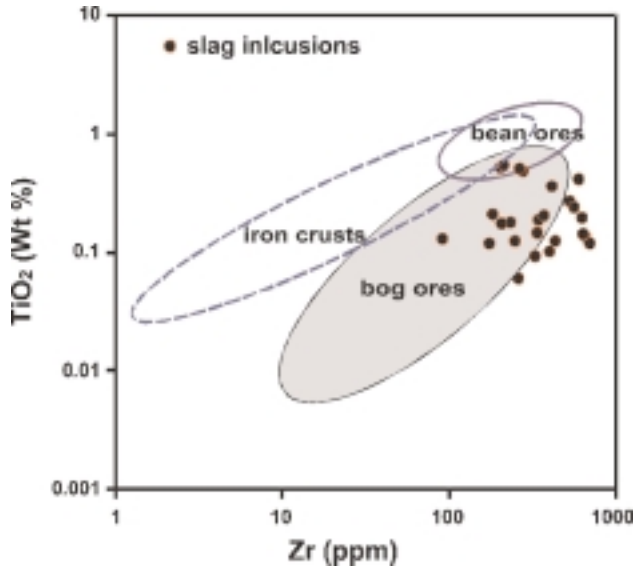 10
slag inlcusions
1
bean ores
iron crusts
0.1
bog ores
0.01
0.001
1
10
100
1000
TiO₂ (Wt %)
Zr (ppm)